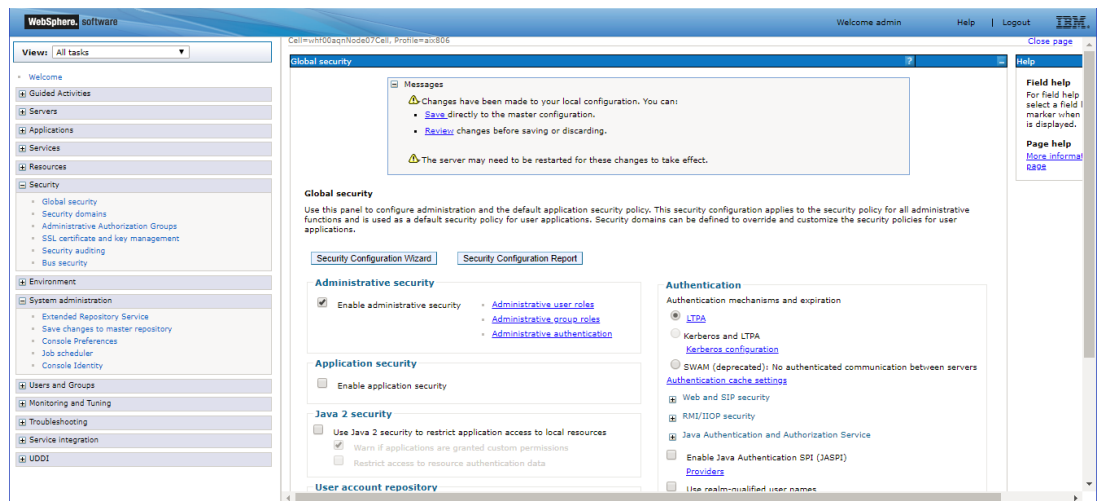 WebSphere. software
Welcome admin
Help | Logout
IBM.
View: All tasks
Welcome
Guided Activities
Servers
Applications
Services
Resources
Security
Global security
Security domains
Administrative Authorization Groups
SSL certificate and key management
Security auditing
Bus security
Environment
System administration
Extended Repository Service
Save changes to master repository
Console Preferences
Job scheduler
Console Identity
Users and Groups
Monitoring and Tuning
Troubleshooting
Service integration
UDDI
Cell=whf00aqnNode07Cell, Profile=aix806
Close page
Global security
?
Messages
Changes have been made to your local configuration. You can:
Save directly to the master configuration.
Review changes before saving or discarding.
The server may need to be restarted for these changes to take effect.
Global security
Use this panel to configure administration and the default application security policy. This security configuration applies to the security policy for all administrative
functions and is used as a default security policy for user applications. Security domains can be defined to override and customize the security policies for user
applications.
Security Configuration Wizard
Security Configuration Report
Administrative security
Enable administrative security
Administrative user roles
Administrative group roles
Administrative authentication
Application security
Enable application security
Java 2 security
Use Java 2 security to restrict application access to local resources
Warn if applications are granted custom permissions
Restrict access to resource authentication data
User account repository
Authentication
Authentication mechanisms and expiration
LTPA
Kerberos and LTPA
Kerberos configuration
SWAM (deprecated): No authenticated communication between servers
Authentication cache settings
Web and SIP security
RMI/IIOP security
Java Authentication and Authorization Service
Enable Java Authentication SPI (JASPI)
Providers
Use realm-qualified user names
Help
Field help
For field help
select a field l
marker when
is displayed.
Page help
More informat
page